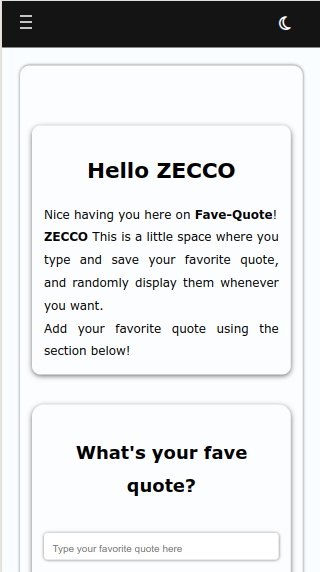 Hello ZECCO
Nice having you here on Fave-Quote!
ZECCO This is a little space where you
type and save your favorite quote,
and randomly display them whenever
you want.
Add your favorite quote using the
section below!
What's your fave
quote?
Type your favorite quote here